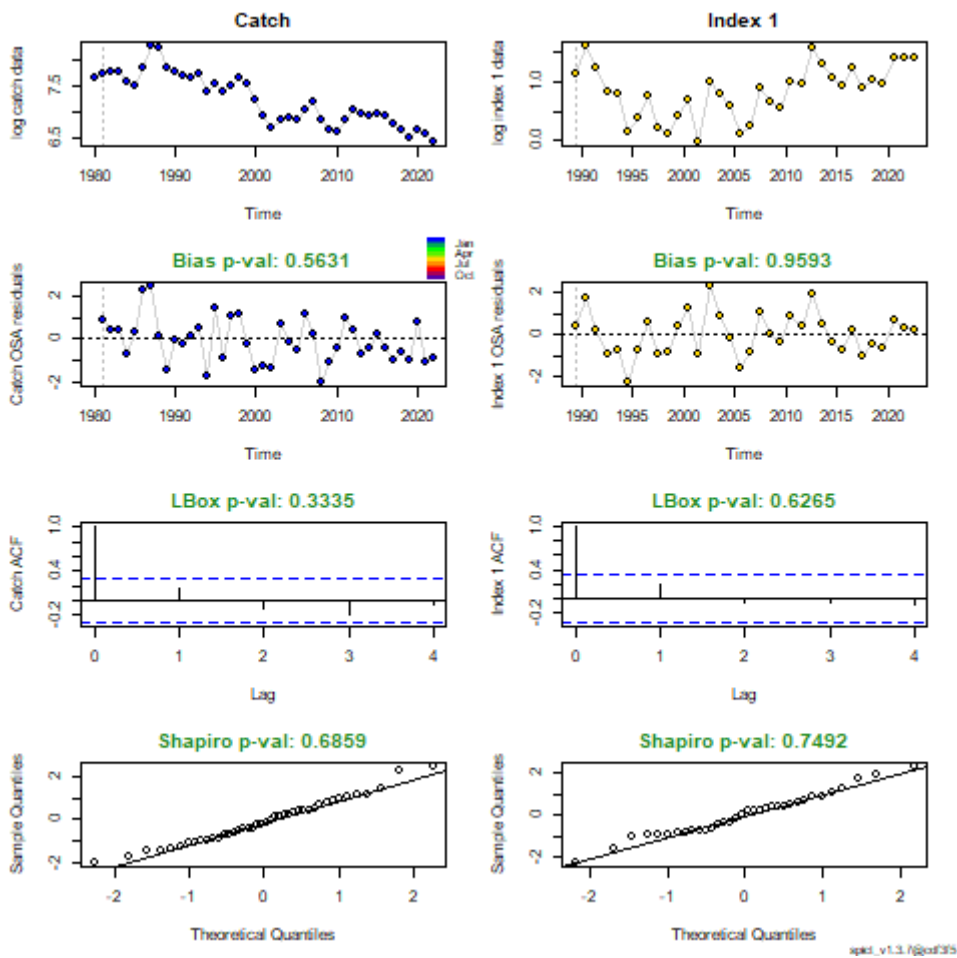 Catch
Index 1
log catch data
7.5
6.5
log index 1 data
1.0
0.0
1980 1990 2000 2010 2020
1990 1995 2000 2005 2010 2015 2020
Time
Time
Bias p-val: 0.5631
Jan
Apr
Jul
Oct
Bias p-val: 0.9593
Catch OSA residuals
2
0
-2
Index 1 OSA residuals
2
0
-2
1980 1990 2000 2010 2020
1990 1995 2000 2005 2010 2015 2020
Time
Time
LBox p-val: 0.3335
LBox p-val: 0.6265
Catch ACF
1.0
0.4
-0.2
Index 1 ACF
1.0
0.4
-0.2
0 1 2 3 4
0 1 2 3 4
Lag
Lag
Shapiro p-val: 0.6859
Shapiro p-val: 0.7492
Sample Quantiles
2
0
-2
Sample Quantiles
2
0
-2
-2 -1 0 1 2
-2 -1 0 1 2
Theoretical Quantiles
Theoretical Quantiles